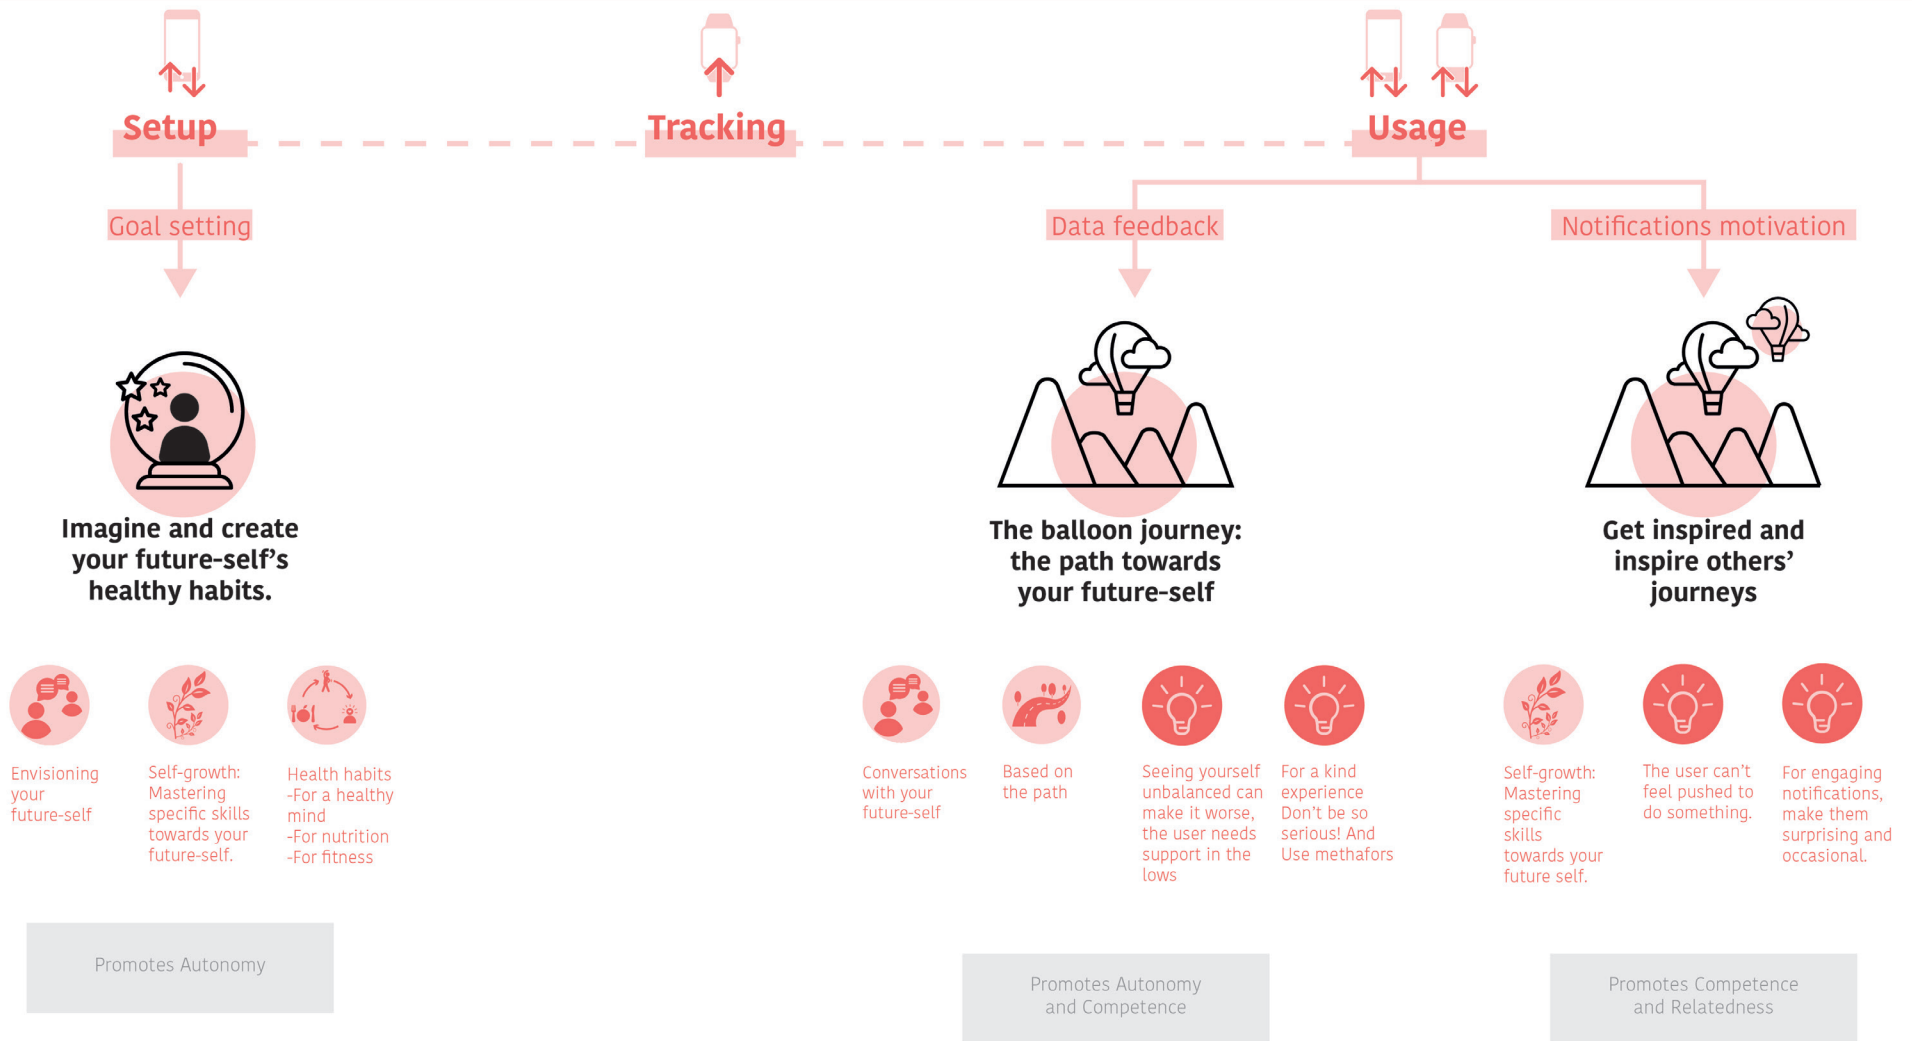 Setup
Tracking
Usage
Goal setting
Data feedback
Notifications motivation
Imagine and create
your future-self’s
healthy habits.
The balloon journey:
the path towards
your future-self
Get inspired and
inspire others’
journeys
Envisioning
your
future-self
Self-growth:
Mastering
specific skills
towards your
future-self.
Health habits
-For a healthy
mind
-For nutrition
-For fitness
Conversations
with your
future-self
Based on
the path
Seeing yourself
unbalanced can
make it worse,
the user needs
support in the
lows
For a kind
experience
Don’t be so
serious! And
Use methafors
Self-growth:
Mastering
specific
skills
towards your
future self.
The user can’t
feel pushed to
do something.
For engaging
notifications,
make them
surprising and
occasional.
Promotes Autonomy
Promotes Autonomy
and Competence
Promotes Competence
and Relatedness